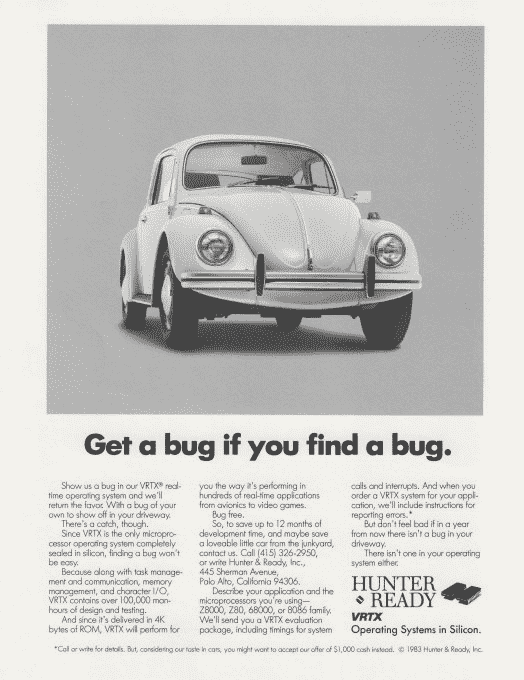 Get a bug if you find a bug.
Show us a bug in our VRTX® real-
time operating system and we'll
return the favor. With a bug of your
own to show off in your driveway.
There's a catch, though.
Since VRTX is the only micropro-
cessor operating system completely
sealed in silicon, finding a bug won't
be easy.
Because along with task manage-
ment and communication, memory
management, and character I/O,
VRTX contains over 100,000 man-
hours of design and testing.
And since it's delivered in 4K
bytes of ROM, VRTX will perform for
you the way it's performing in
hundreds of real-time applications
from avionics to video games.
Bug free.
So, to save up to 12 months of
development time, and maybe save
a loveable little car from the junkyard,
contact us. Call (415) 326-2950,
or write Hunter & Ready, Inc.,
445 Sherman Avenue,
Palo Alto, California 94306.
Describe your application and the
microprocessors you're using—
Z8000, Z80, 68000, or 8086 family.
We'll send you a VRTX evaluation
package, including timings for system
calls and interrupts. And when you
order a VRTX system for your appli-
cation, we'll include instructions for
reporting errors.*
But don't feel bad if in a year
from now there isn't a bug in your
driveway.
There isn't one in your operating
system either.
HUNTER
READY
VRTX
Operating Systems in Silicon.
*Call or write for details. But, considering our taste in cars, you might want to accept our offer of $1,000 cash instead. © 1983 Hunter & Ready, Inc.